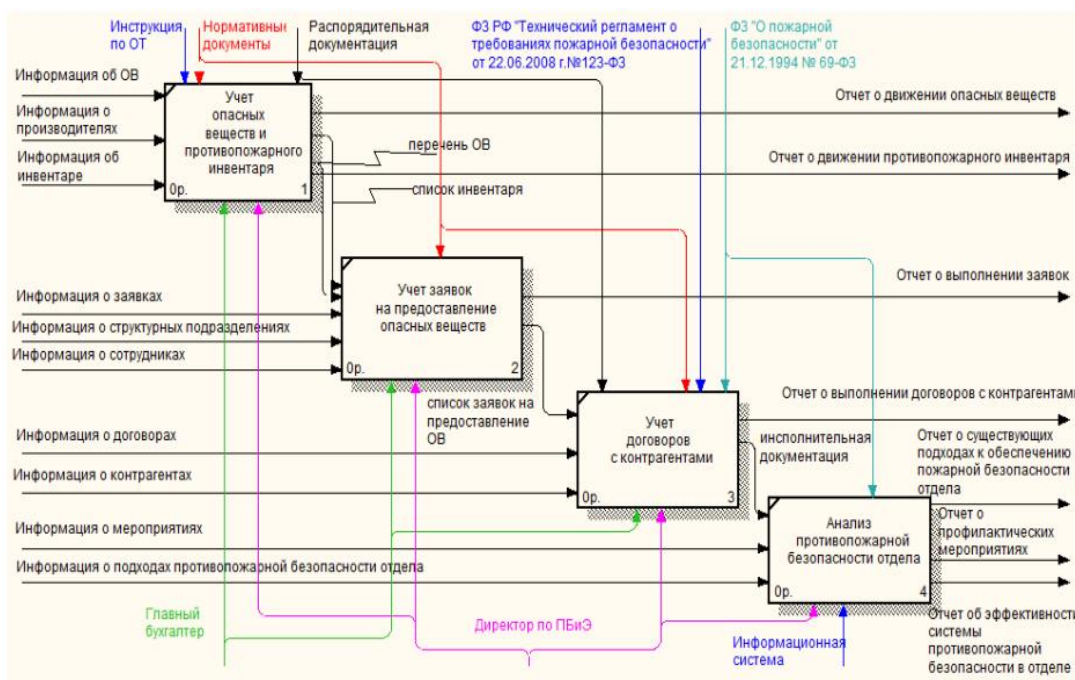 Инструкция
по ОТ
Нормативные
документы
Распорядительная
документация
ФЗ РФ "Технический регламент о
требованиях пожарной безопасности"
от 22.06.2008 г.№123-ФЗ
ФЗ "О пожарной
безопасности" от
21.12.1994 № 69-ФЗ
Информация об ОВ
Информация о
производителях
Информация об
инвентаре
Учет
опасных
веществ и
противопожарного
инвентаря
0р.
1
Отчет о движении опасных веществ
перечень ОВ
Отчет о движении противопожарного инвентаря
список инвентаря
Информация о заявках
Информация о структурных подразделениях
Информация о сотрудниках
Учет заявок
на предоставление
опасных веществ
0р.
2
Отчет о выполнении заявок
список заявок на
предоставление
ОВ
Информация о договорах
Информация о контрагентах
Учет
договоров
с контрагентами
0р.
3
Отчет о выполнении договоров с контрагентами
инсполнительная
документация
Отчет о существующих
подходах к обеспечению
пожарной безопасности
отдела
Информация о мероприятиях
Информация о подходах противопожарной безопасности отдела
Анализ
противопожарной
безопасности отдела
0р.
4
Отчет о
профилактических
мероприятиях
Отчет об эффективности
системы
противопожарной
безопасности в отделе
Главный
бухгалтер
Директор по ПБиЭ
Информационная
система